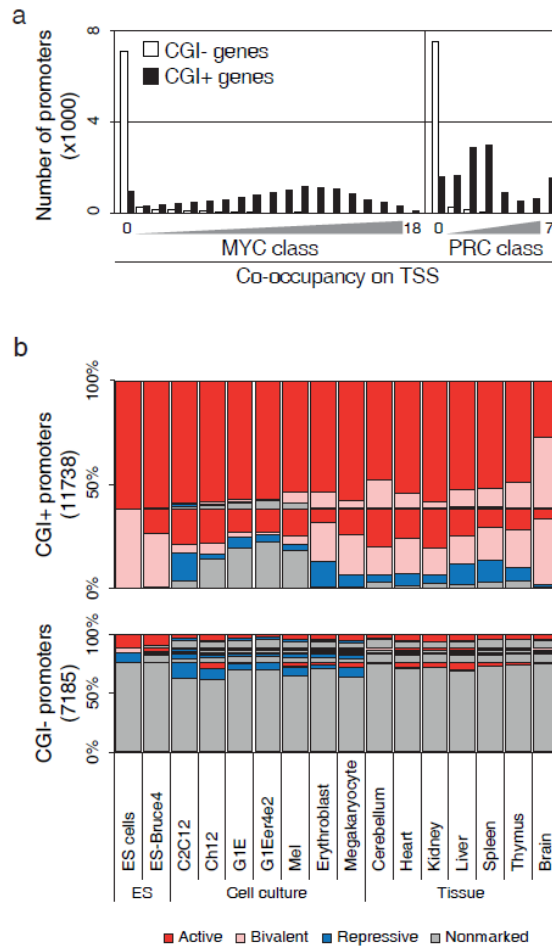 a
8
4
0
Number of promoters
(x1000)
CGI- genes
CGI+ genes
0
18
0
7
MYC class
PRC class
Co-occupancy on TSS
b
100%
50%
0%
CGI+ promoters
(11738)
100%
50%
0%
CGI- promoters
(7185)
ES cells
ES-Bruce4
C2C12
Ch12
G1E
G1Eer4e2
Mel
Erythroblast
Megakaryocyte
Cerebellum
Heart
Kidney
Liver
Spleen
Thymus
Brain
ES
Cell culture
Tissue
Active
Bivalent
Repressive
Nonmarked